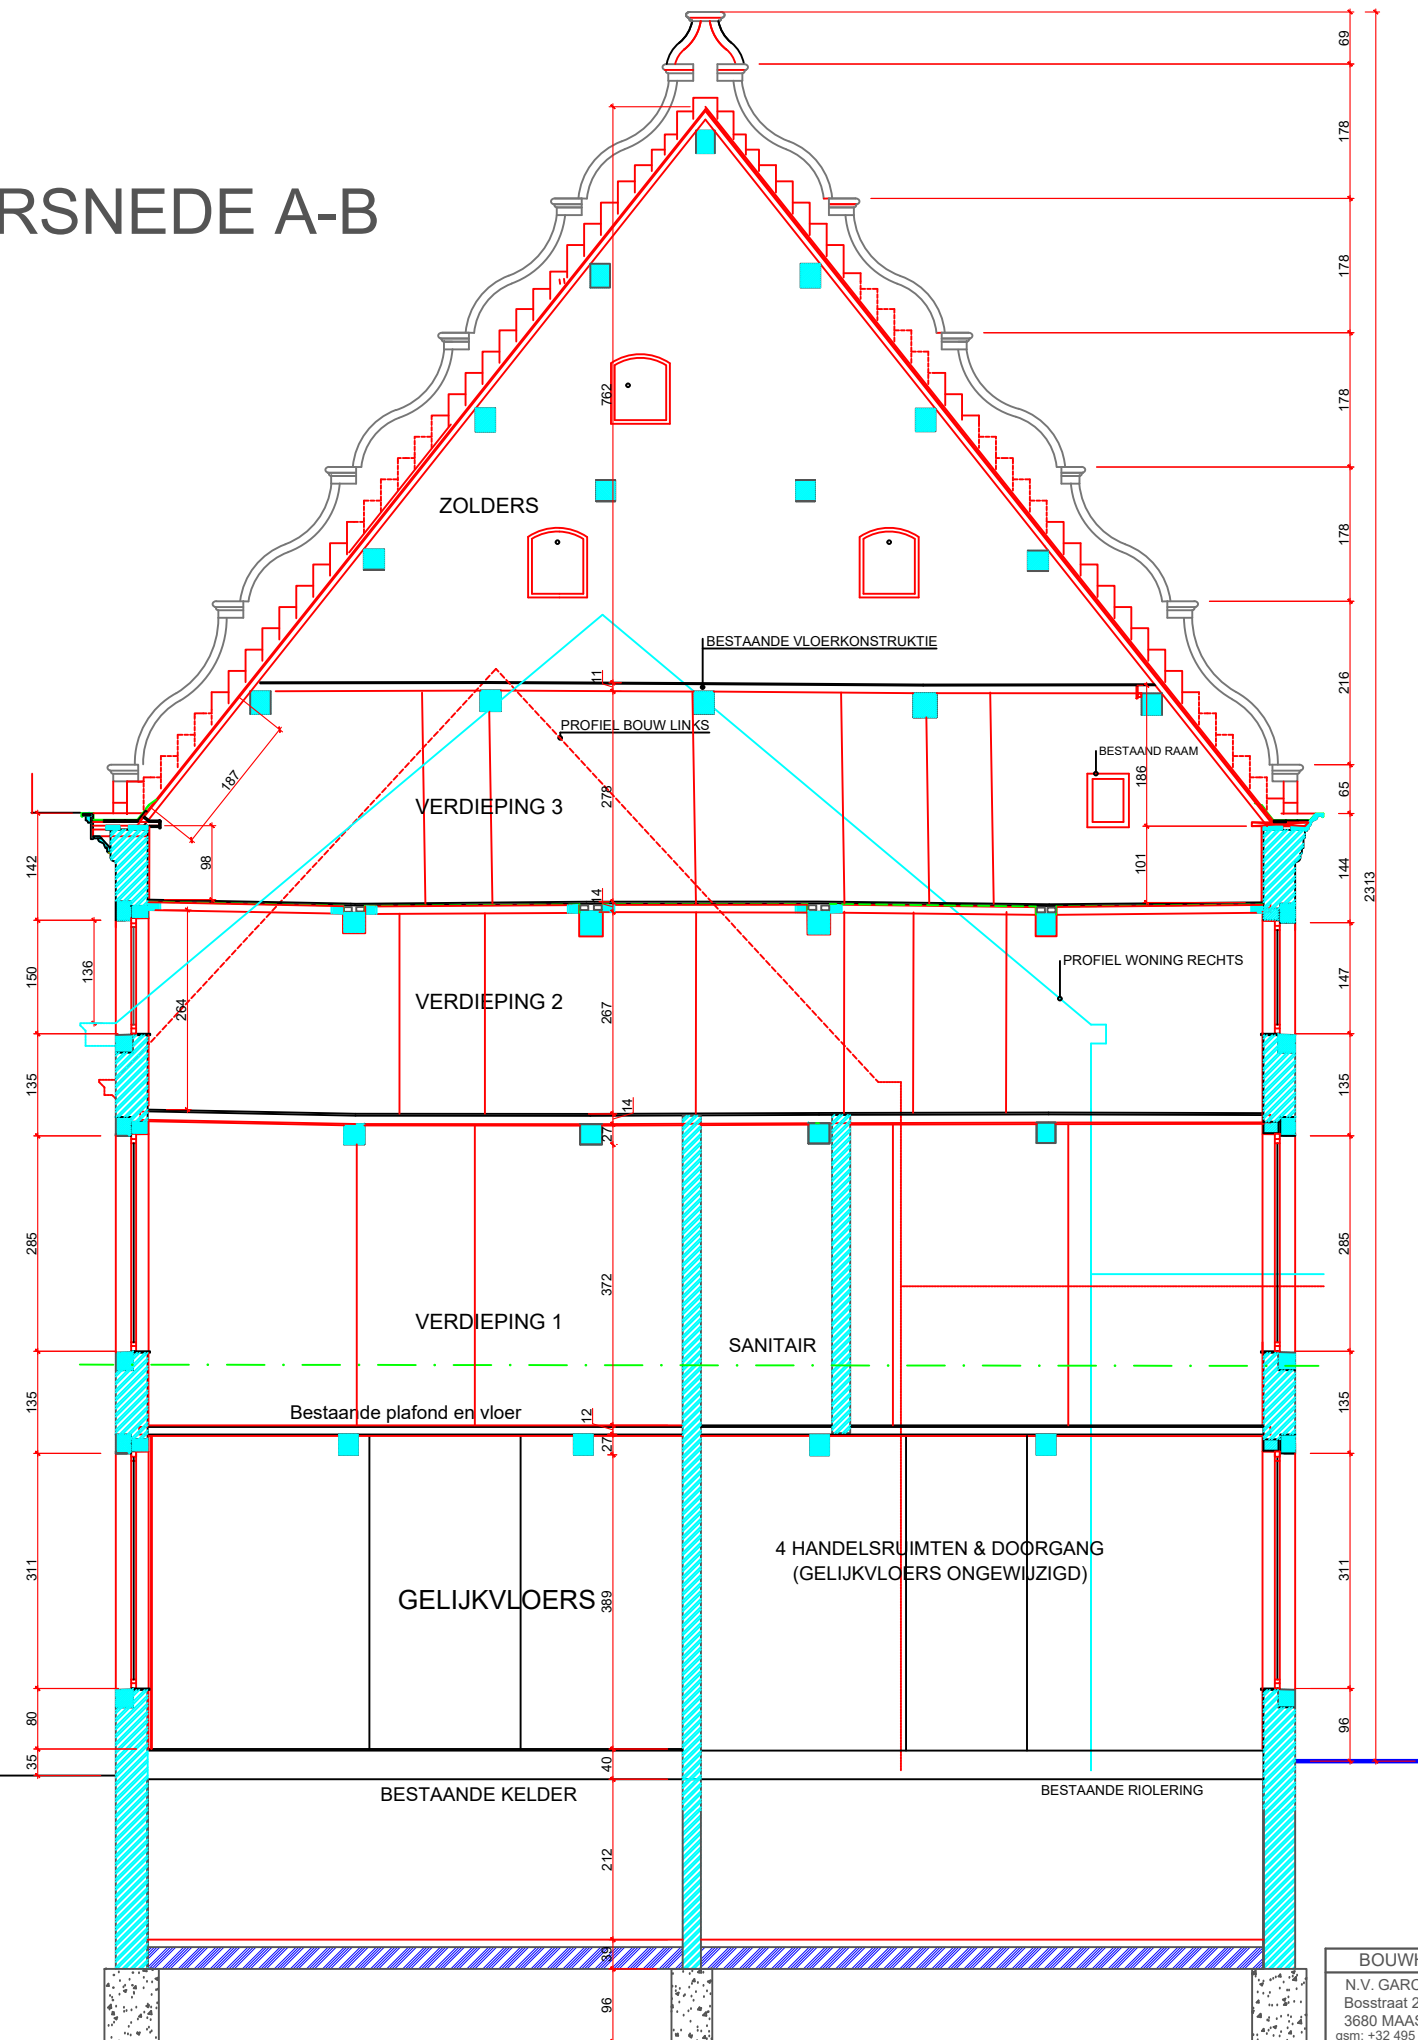 RSNEDE A-B
69
178
178
178
178
216
65
144
2313
147
135
285
135
311
96
762
ZOLDERS
BESTAANDE VLOERKONSTRUKTIE
11
PROFIEL BOUW LINKS
BESTAAND RAAM
187
186
278
VERDIEPING 3
98
101
142
14
150
136
264
PROFIEL WONING RECHTS
VERDIEPING 2
267
135
14
27
285
372
VERDIEPING 1
SANITAIR
135
Bestaande plafond en vloer
12
27
4 HANDELSRUIMTEN & DOORGANG
(GELIJKVLOERS ONGEWIJZIGD)
311
GELIJKVLOERS
389
80
35
40
BESTAANDE KELDER
BESTAANDE RIOLERING
212
39
96
BOUWH
N.V. GARC
Bosstraat 2
3680 MAAS
gsm: +32 495